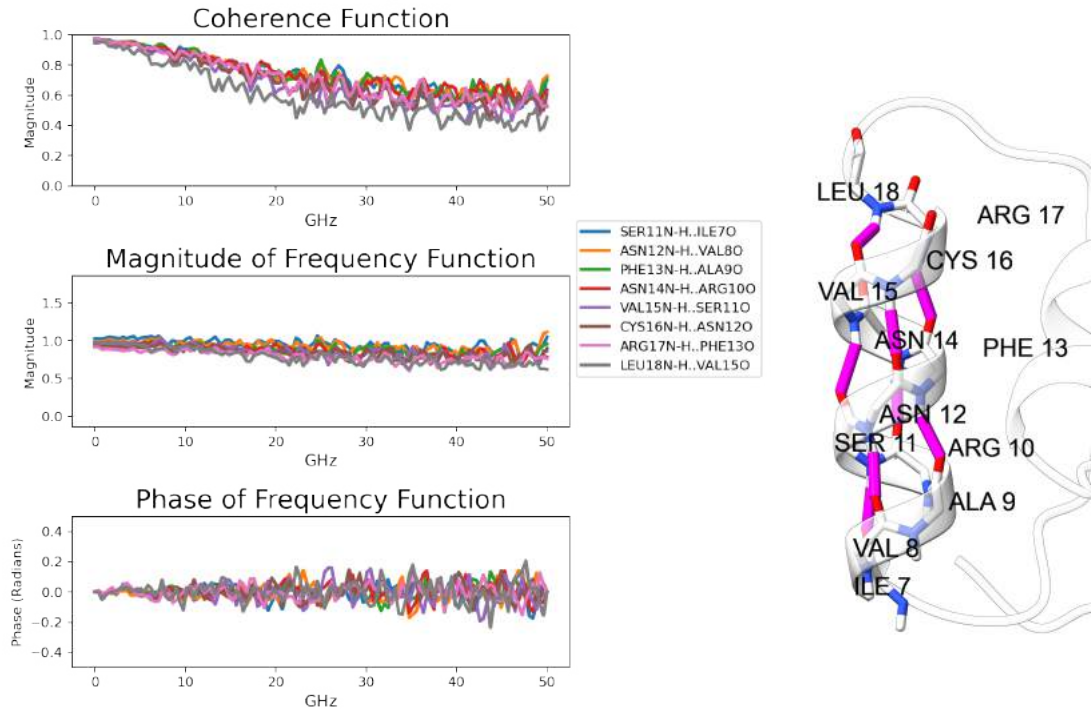 Coherence Function
1.0
0.8
0.6
0.4
0.2
0.0
Magnitude
0 10 20 30 40 50
GHz
Magnitude of Frequency Function
1.5
1.0
0.5
0.0
Magnitude
0 10 20 30 40 50
GHz
Phase of Frequency Function
0.4
0.2
0.0
−0.2
−0.4
Phase (Radians)
0 10 20 30 40 50
GHz
SER11N-H..ILE7O
ASN12N-H..VAL8O
PHE13N-H..ALA9O
ASN14N-H..ARG10O
VAL15N-H..SER11O
CYS16N-H..ASN12O
ARG17N-H..PHE13O
LEU18N-H..VAL15O
LEU 18
ARG 17
CYS 16
VAL 15
ASN 14
PHE 13
ASN 12
SER 11
ARG 10
ALA 9
VAL 8
ILE 7